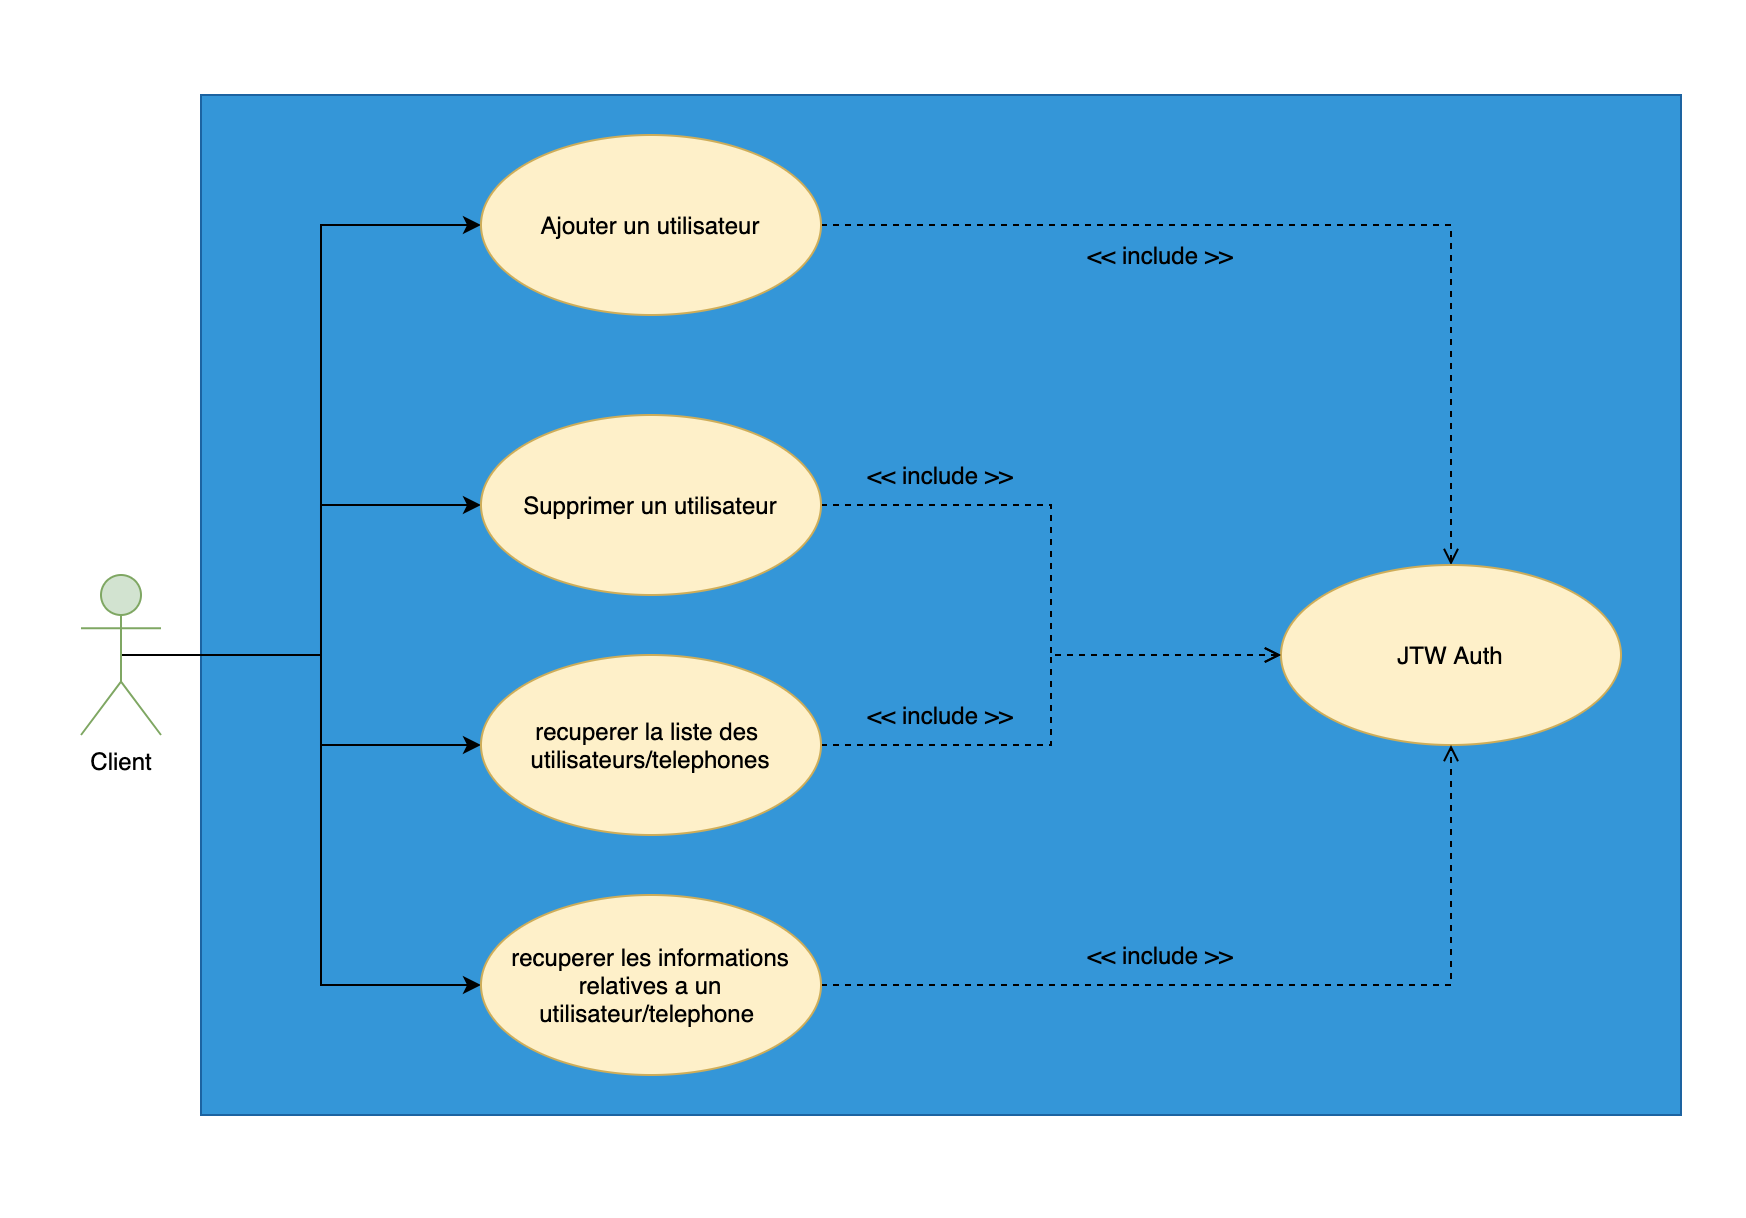 Ajouter un utilisateur
<< include >>
Supprimer un utilisateur
<< include >>
JTW Auth
recuperer la liste des
utilisateurs/telephones
<< include >>
Client
recuperer les informations
relatives a un
utilisateur/telephone
<< include >>